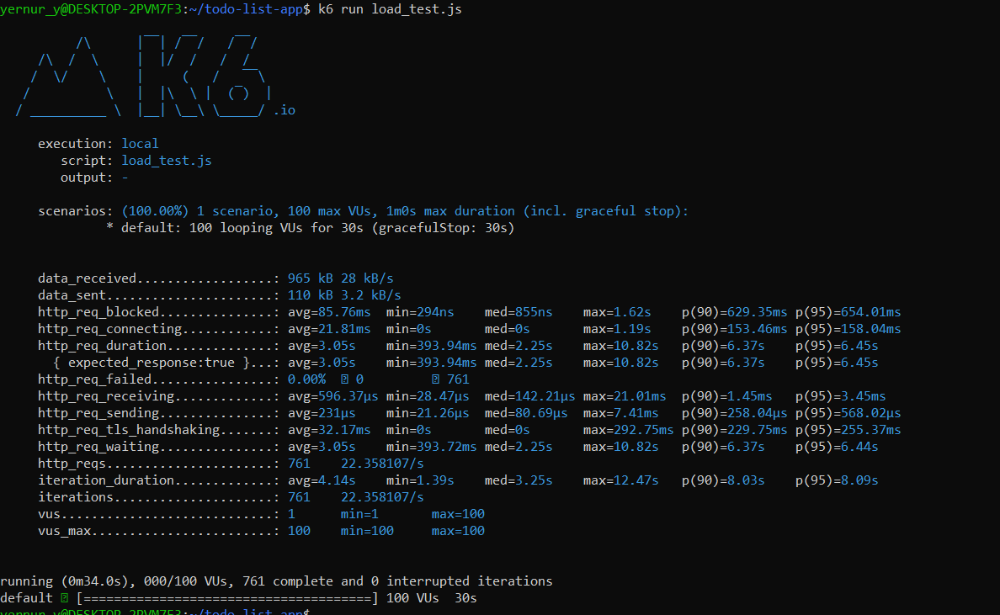 yernur_y@DESKTOP-2PVM7F3:~/todo-list-app$ k6 run load_test.js
.io
execution: local
script: load_test.js
output: -
scenarios: (100.00%) 1 scenario, 100 max VUs, 1m0s max duration (incl. graceful stop):
* default: 100 looping VUs for 30s (gracefulStop: 30s)
data_received..................: 965 kB 28 kB/s
data_sent......................: 110 kB 3.2 kB/s
http_req_blocked...............: avg=85.76ms min=294ns med=855ns max=1.62s p(90)=629.35ms p(95)=654.01ms
http_req_connecting............: avg=21.81ms min=0s med=0s max=1.19s p(90)=153.46ms p(95)=158.04ms
http_req_duration..............: avg=3.05s min=393.94ms med=2.25s max=10.82s p(90)=6.37s p(95)=6.45s
{ expected_response:true }...: avg=3.05s min=393.94ms med=2.25s max=10.82s p(90)=6.37s p(95)=6.45s
http_req_failed................: 0.00% 0 761
http_req_receiving.............: avg=596.37µs min=28.47µs med=142.21µs max=21.01ms p(90)=1.45ms p(95)=3.45ms
http_req_sending...............: avg=231µs min=21.26µs med=80.69µs max=7.41ms p(90)=258.04µs p(95)=568.02µs
http_req_tls_handshaking.......: avg=32.17ms min=0s med=0s max=292.75ms p(90)=229.75ms p(95)=255.37ms
http_req_waiting...............: avg=3.05s min=393.72ms med=2.25s max=10.82s p(90)=6.37s p(95)=6.44s
http_reqs......................: 761 22.358107/s
iteration_duration.............: avg=4.14s min=1.39s med=3.25s max=12.47s p(90)=8.03s p(95)=8.09s
iterations.....................: 761 22.358107/s
vus............................: 1 min=1 max=100
vus_max........................: 100 min=100 max=100
running (0m34.0s), 000/100 VUs, 761 complete and 0 interrupted iterations
default [======================================] 100 VUs 30s
yernur_y@DESKTOP-2PVM7F3:~/todo-list-app$